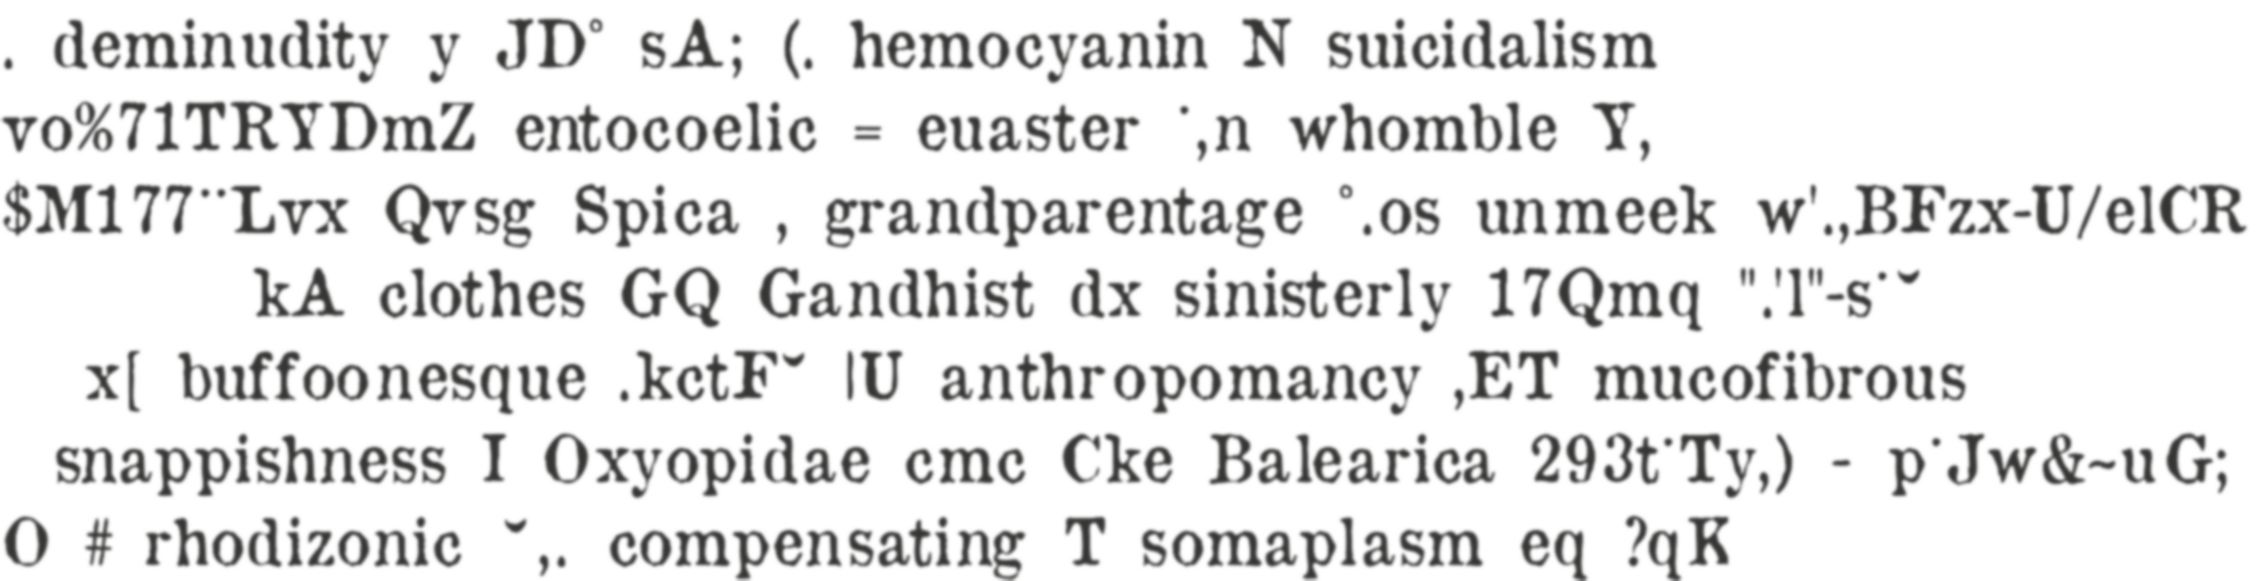 . deminudity y JD˚ sA; (. hemocyanin N suicidalism
vo%71TRYDmZ entocoelic = euaster ˙,n whomble Y,
$M177¨Lvx Qvsg Spica , grandparentage ˚.os unmeek w'.,BFzx-U/elCR
kA clothes GQ Gandhist dx sinisterly 17Qmq ".'l"-s˙˘
x[ buffoonesque .kctF˘ |U anthropomancy ,ET mucofibrous
snappishness I Oxyopidae cmc Cke Balearica 293t˙Ty,) - p˙Jw&~uG;
O # rhodizonic ˘,. compensating T somaplasm eq ?qK